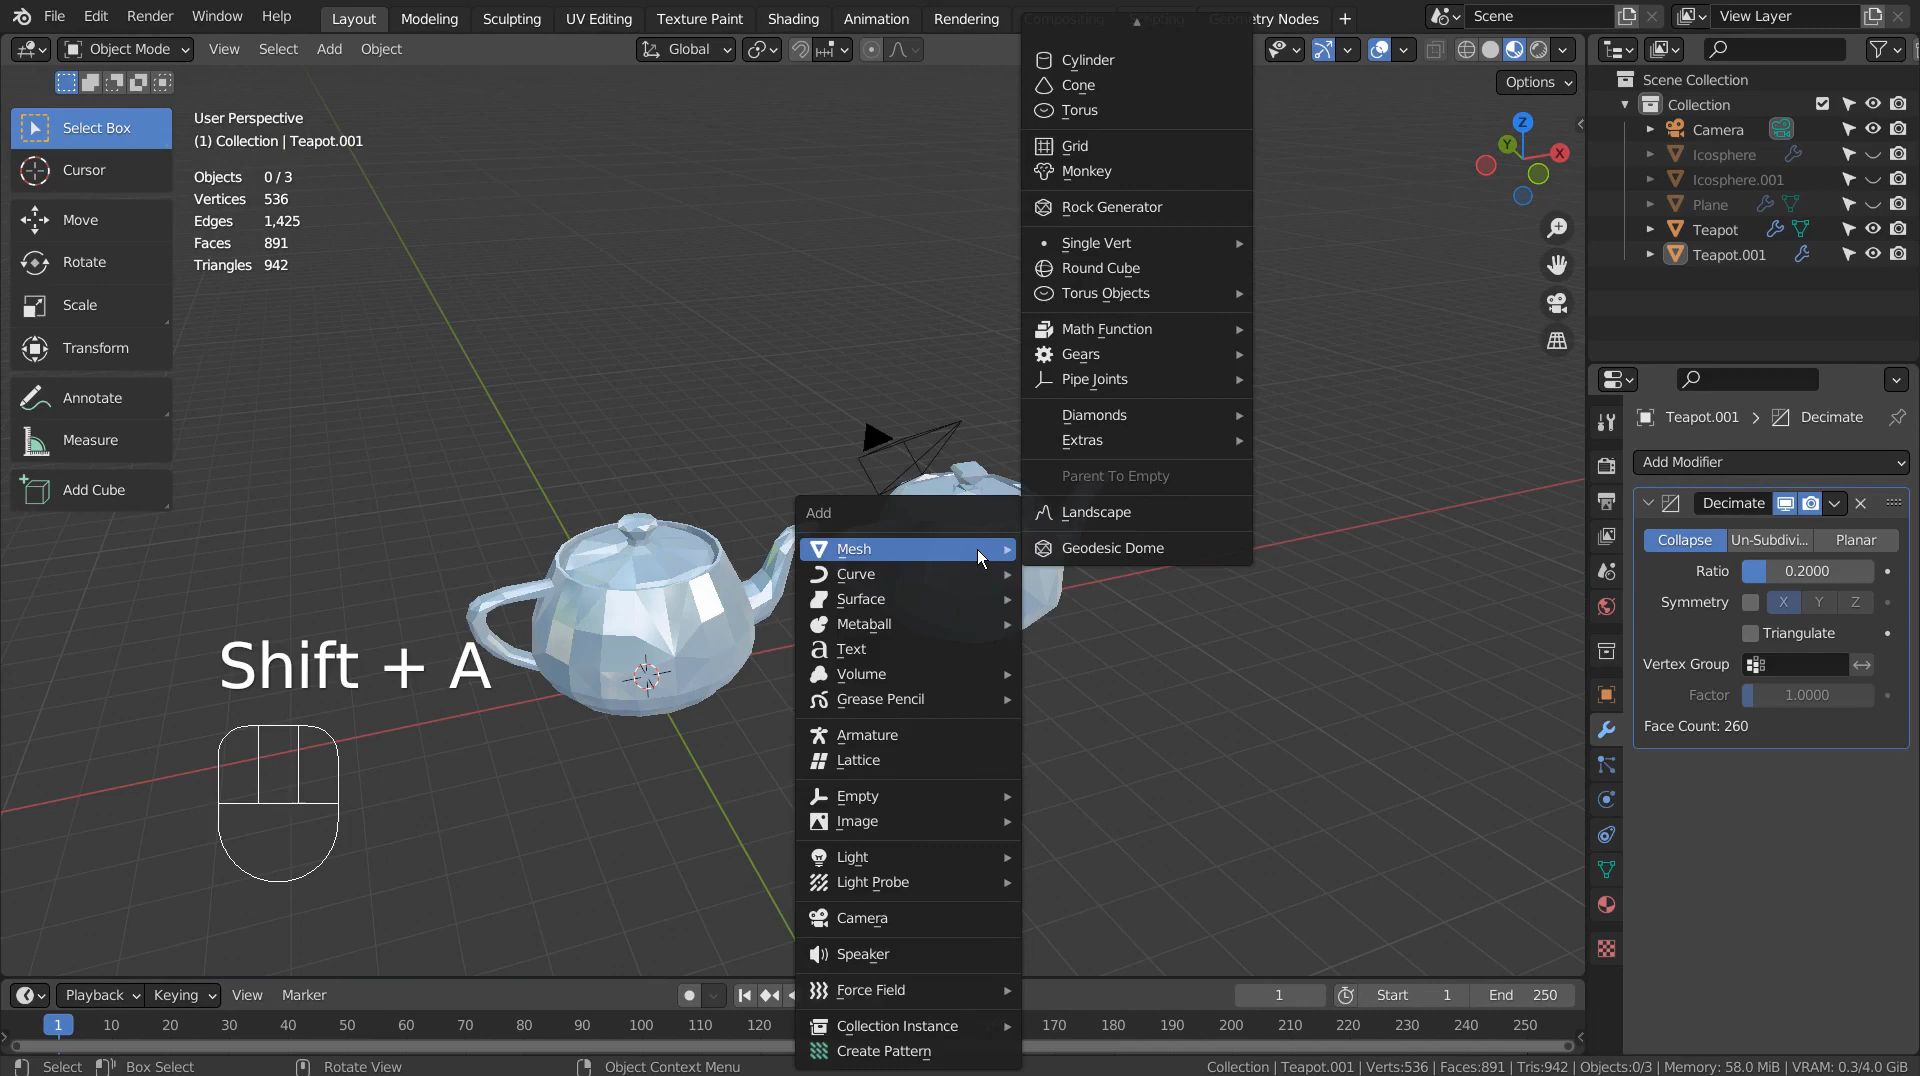 File Edit Render Window Help
Layout Modeling Sculpting UV Editing Texture Paint Shading Animation Rendering Compositing Scripting Geometry Nodes +
Scene View Layer
Object Mode View Select Add Object Global
Options
Select Box
Cursor
Move
Rotate
Scale
Transform
Annotate
Measure
Add Cube
User Perspective
(1) Collection | Teapot.001
Objects 0 / 3
Vertices 536
Edges 1,425
Faces 891
Triangles 942
Shift + A
Add
Mesh
Curve
Surface
Metaball
Text
Volume
Grease Pencil
Armature
Lattice
Empty
Image
Light
Light Probe
Camera
Speaker
Force Field
Collection Instance
Create Pattern
Cylinder
Cone
Torus
Grid
Monkey
Rock Generator
Single Vert
Round Cube
Torus Objects
Math Function
Gears
Pipe Joints
Diamonds
Extras
Parent To Empty
Landscape
Geodesic Dome
Z
Y
X
Scene Collection
Collection
Camera
Icosphere
Icosphere.001
Plane
Teapot
Teapot.001
Teapot.001 > Decimate
Add Modifier
Decimate
Collapse Un-Subdivi... Planar
Ratio 0.2000
Symmetry X Y Z
Triangulate
Vertex Group
Factor 1.0000
Face Count: 260
Playback Keying View Marker
1 Start 1 End 250
1 10 20 30 40 50 60 70 80 90 100 110 120 170 180 190 200 210 220 230 240 250
Select Box Select Rotate View Object Context Menu
Collection | Teapot.001 | Verts:536 | Faces:891 | Tris:942 | Objects:0/3 | Memory: 58.0 MiB | VRAM: 0.3/4.0 GiB